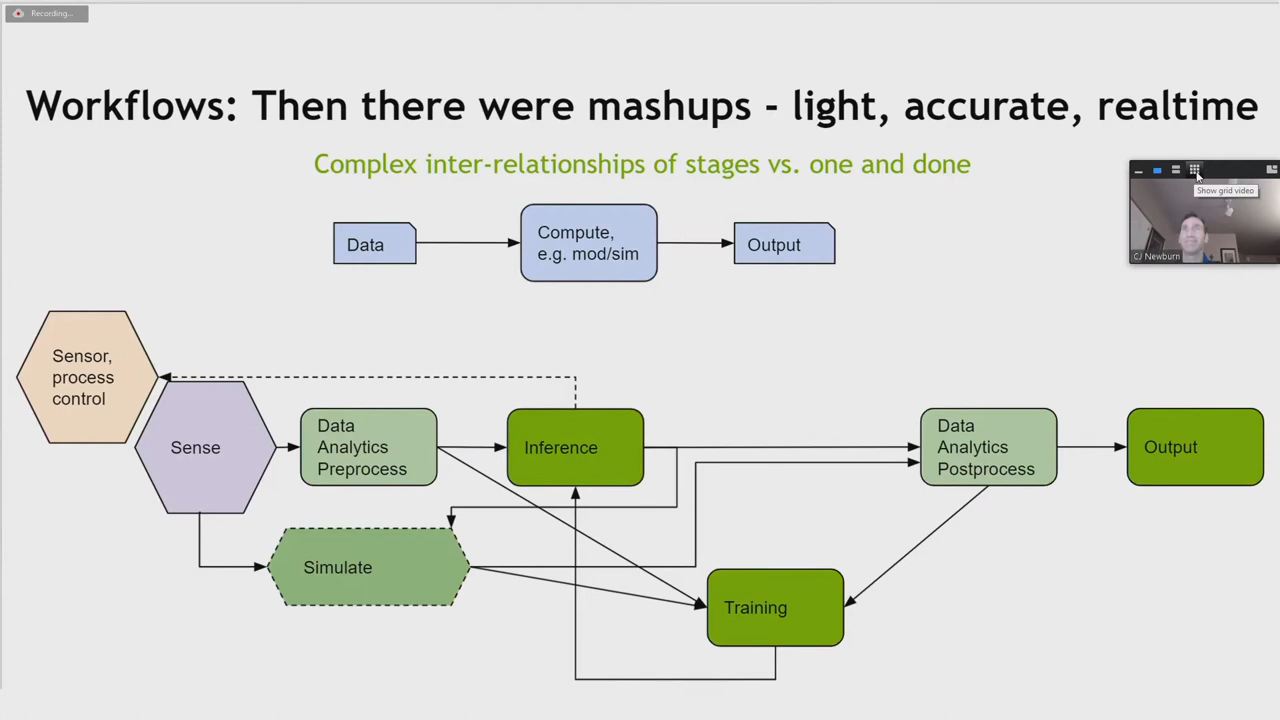 Recording...
Workflows: Then there were mashups - light, accurate, realtime
Complex inter-relationships of stages vs. one and done
Show grid video
CJ Newburn
Data
Compute,
e.g. mod/sim
Output
Sensor,
process
control
Sense
Data
Analytics
Preprocess
Inference
Data
Analytics
Postprocess
Output
Simulate
Training